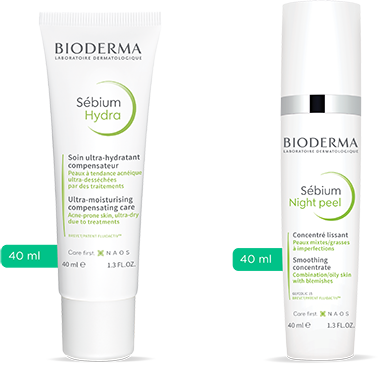 BIODERMA
LABORATOIRE DERMATOLOGIQUE
Sébium
Hydra
Soin ultra-hydratant
compensateur
Peaux à tendance acnéique
ultra-desséchées
par des traitements
Ultra-moisturising
compensating care
Acne-prone skin, ultra-dry
due to treatments
Care first.
NAOS
40 ml e
1.3 FL.OZ.
40 ml
BIODERMA
LABORATOIRE DERMATOLOGIQUE
Sébium
Night peel
Concentré lissant
Peaux mixtes/grasses
à imperfections
Smoothing
concentrate
Combination/oily skin
with blemishes
Care first.
NAOS
40 ml e
1.3 FL.OZ.
40 ml